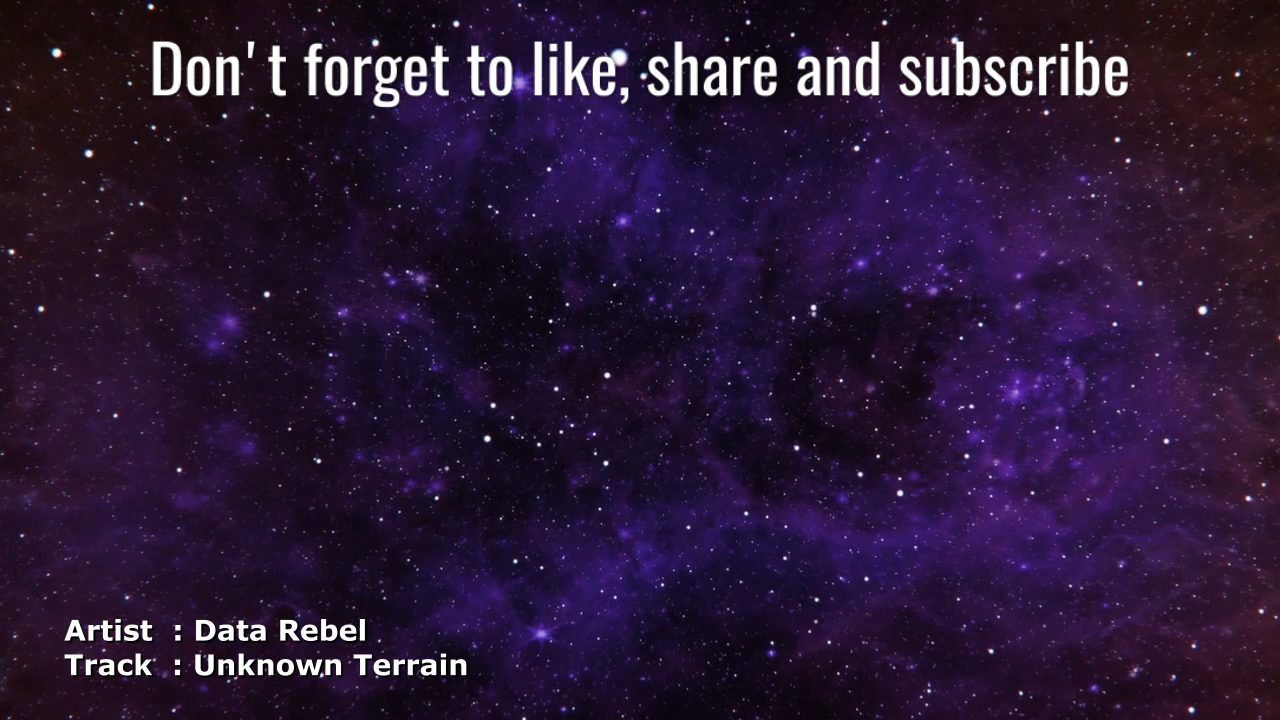 Don't forget to like, share and subscribe
Artist : Data Rebel
Track : Unknown Terrain